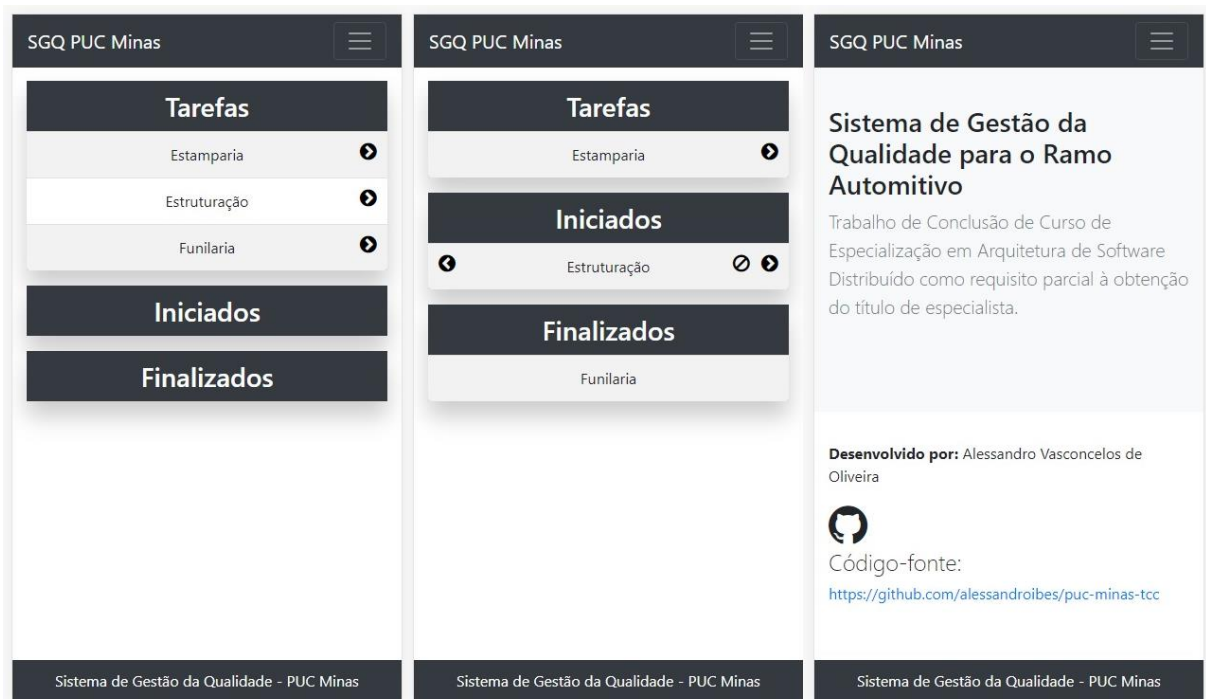 SGQ PUC Minas
Tarefas
Estamparia
Estruturação
Funilaria
Iniciados
Finalizados
Sistema de Gestão da Qualidade - PUC Minas
SGQ PUC Minas
Tarefas
Estamparia
Iniciados
Estruturação
Finalizados
Funilaria
Sistema de Gestão da Qualidade - PUC Minas
SGQ PUC Minas
Sistema de Gestão da
Qualidade para o Ramo
Automitivo
Trabalho de Conclusão de Curso de
Especialização em Arquitetura de Software
Distribuído como requisito parcial à obtenção
do título de especialista.
Desenvolvido por: Alessandro Vasconcelos de
Oliveira
Código-fonte:
https://github.com/alessandroibes/puc-minas-tcc
Sistema de Gestão da Qualidade - PUC Minas